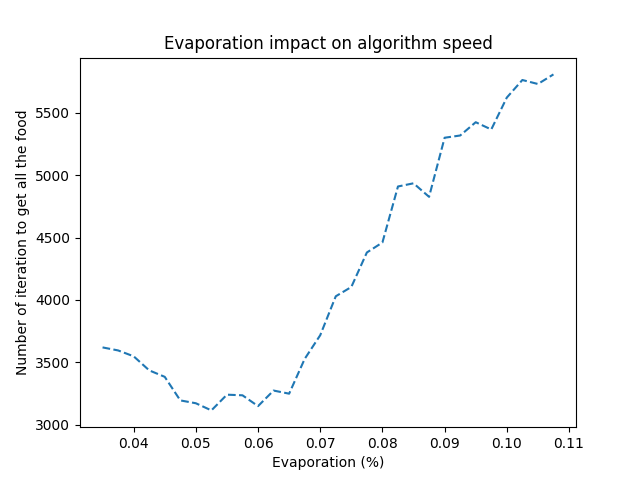 Evaporation impact on algorithm speed
Number of iteration to get all the food
5500
5000
4500
4000
3500
3000
0.04 0.05 0.06 0.07 0.08 0.09 0.10 0.11
Evaporation (%)